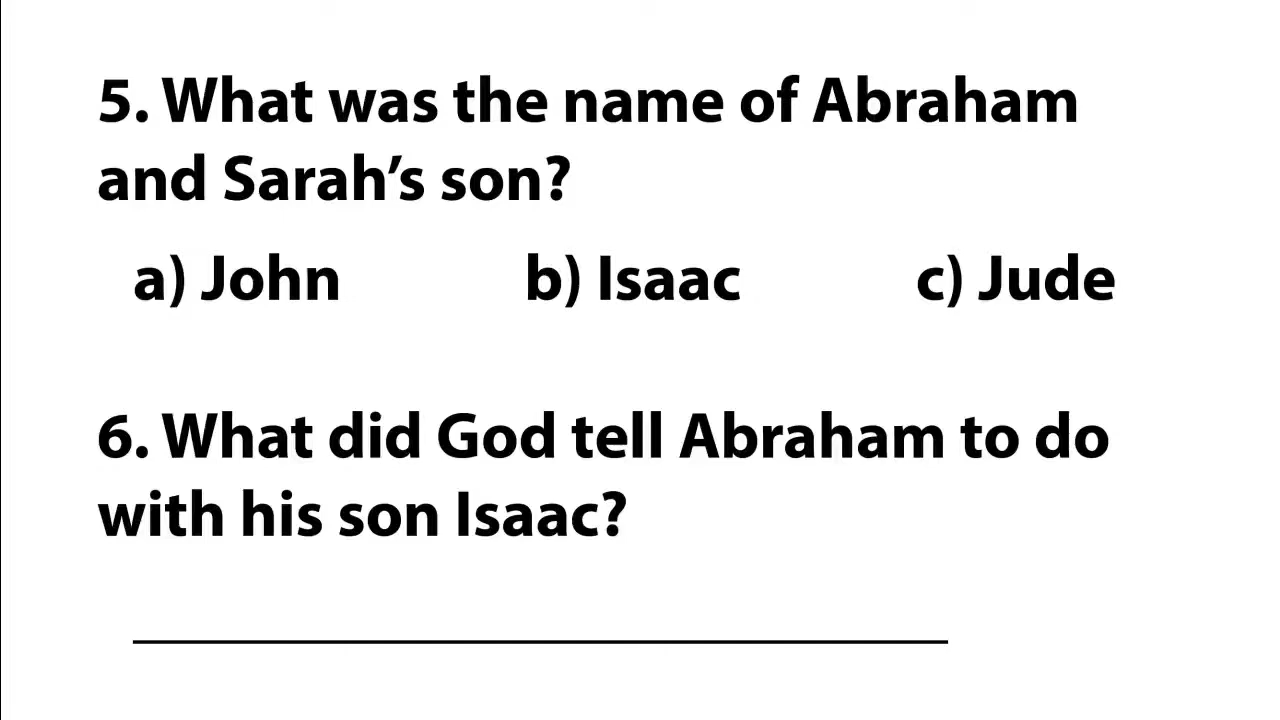 5. What was the name of Abraham
and Sarah’s son?
a) John b) Isaac c) Jude
6. What did God tell Abraham to do
with his son Isaac?